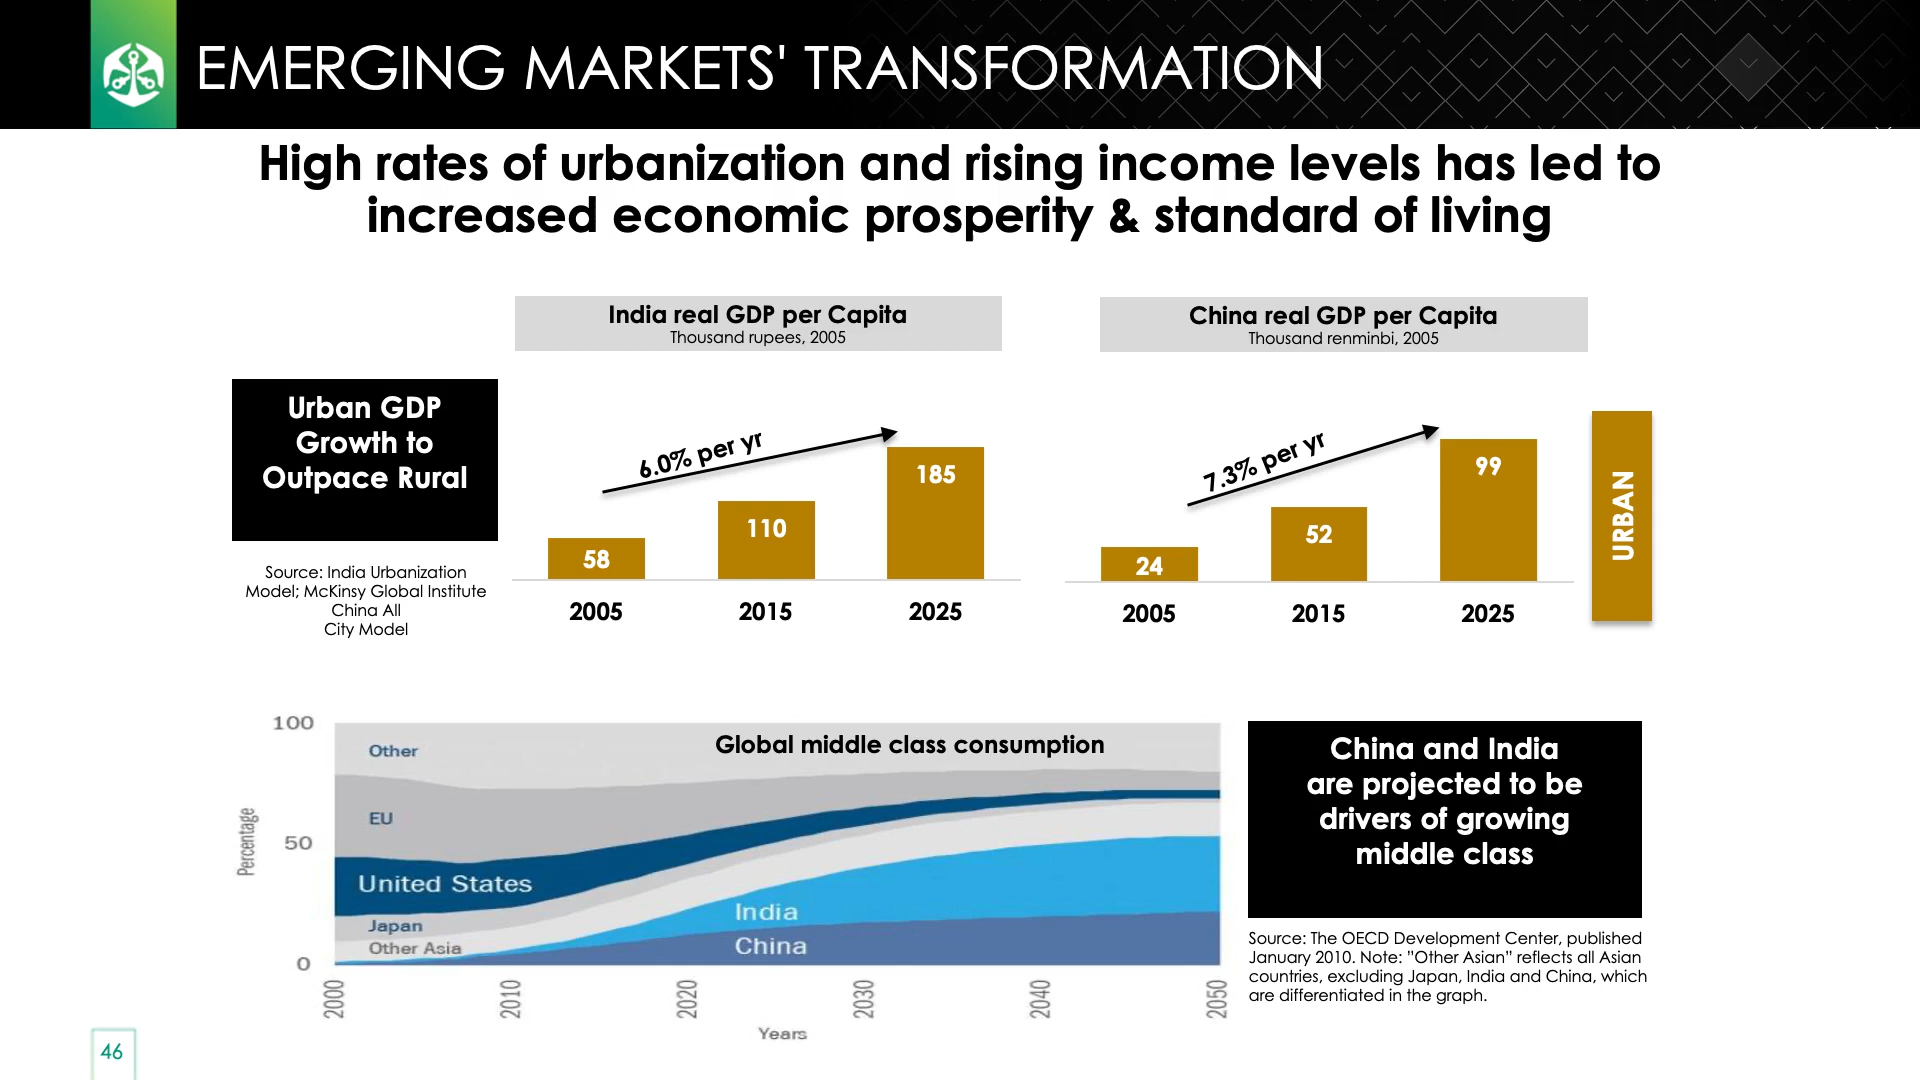 EMERGING MARKETS' TRANSFORMATION
High rates of urbanization and rising income levels has led to
increased economic prosperity & standard of living
India real GDP per Capita
Thousand rupees, 2005
China real GDP per Capita
Thousand renminbi, 2005
Urban GDP
Growth to
Outpace Rural
Source: India Urbanization
Model; McKinsy Global Institute
China All
City Model
6.0% per yr
58
110
185
2005
2015
2025
7.3% per yr
24
52
99
2005
2015
2025
URBAN
Global middle class consumption
100
50
0
Percentage
Other
EU
United States
Japan
Other Asia
India
China
2000
2010
2020
2030
2040
2050
Years
China and India
are projected to be
drivers of growing
middle class
Source: The OECD Development Center, published
January 2010. Note: ”Other Asian” reflects all Asian
countries, excluding Japan, India and China, which
are differentiated in the graph.
46